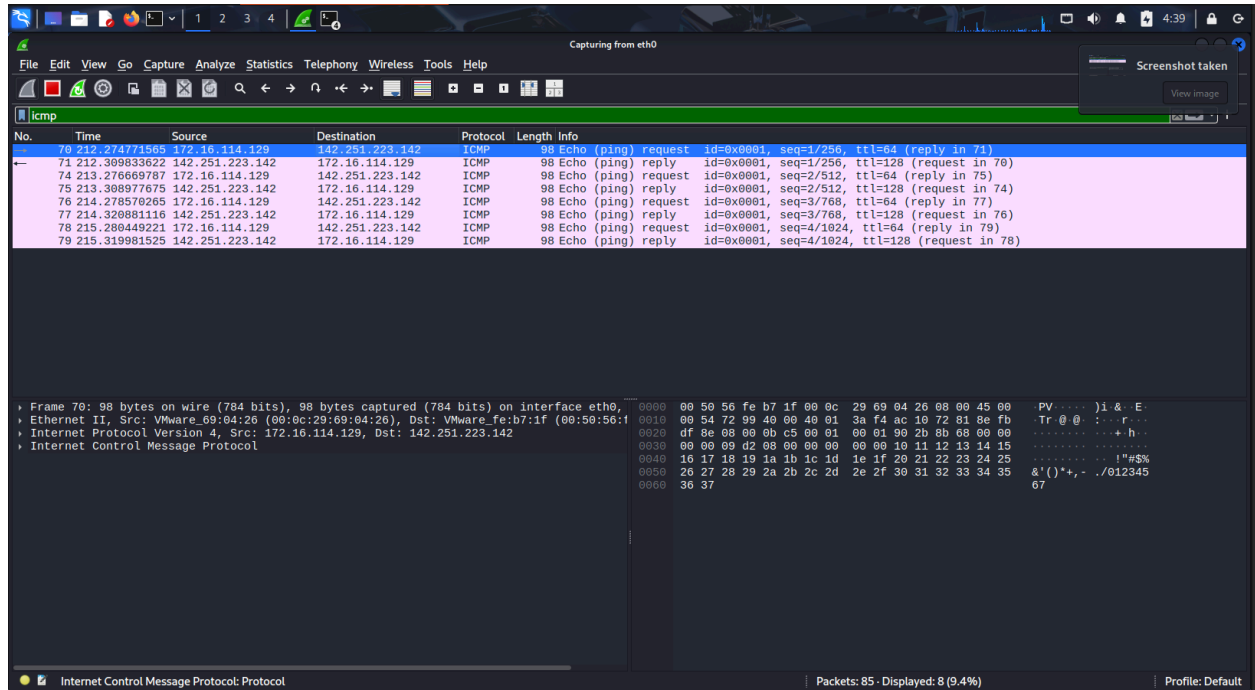 1 2 3 4 4:39
Capturing from eth0
File Edit View Go Capture Analyze Statistics Telephony Wireless Tools Help
Screenshot taken
View image
icmp
No. Time Source Destination Protocol Length Info
70 212.274771565 172.16.114.129 142.251.223.142 ICMP 98 Echo (ping) request id=0x0001, seq=1/256, ttl=64 (reply in 71)
71 212.309833622 142.251.223.142 172.16.114.129 ICMP 98 Echo (ping) reply id=0x0001, seq=1/256, ttl=128 (request in 70)
74 213.276669787 172.16.114.129 142.251.223.142 ICMP 98 Echo (ping) request id=0x0001, seq=2/512, ttl=64 (reply in 75)
75 213.308977675 142.251.223.142 172.16.114.129 ICMP 98 Echo (ping) reply id=0x0001, seq=2/512, ttl=128 (request in 74)
76 214.278570265 172.16.114.129 142.251.223.142 ICMP 98 Echo (ping) request id=0x0001, seq=3/768, ttl=64 (reply in 77)
77 214.320881116 142.251.223.142 172.16.114.129 ICMP 98 Echo (ping) reply id=0x0001, seq=3/768, ttl=128 (request in 76)
78 215.280449221 172.16.114.129 142.251.223.142 ICMP 98 Echo (ping) request id=0x0001, seq=4/1024, ttl=64 (reply in 79)
79 215.319981525 142.251.223.142 172.16.114.129 ICMP 98 Echo (ping) reply id=0x0001, seq=4/1024, ttl=128 (request in 78)
Frame 70: 98 bytes on wire (784 bits), 98 bytes captured (784 bits) on interface eth0,
Ethernet II, Src: VMware_69:04:26 (00:0c:29:69:04:26), Dst: VMware_fe:b7:1f (00:50:56:f
Internet Protocol Version 4, Src: 172.16.114.129, Dst: 142.251.223.142
Internet Control Message Protocol
0000 00 50 56 fe b7 1f 00 0c 29 69 04 26 08 00 45 00 ·PV····· )i·&··E·
0010 00 54 72 99 40 00 40 01 3a f4 ac 10 72 81 8e fb ·Tr·@·@· :···r···
0020 df 8e 08 00 0b c5 00 01 00 01 90 2b 8b 68 00 00 ········ ···+·h··
0030 00 00 09 d2 08 00 00 00 00 00 10 11 12 13 14 15 ········ ········
0040 16 17 18 19 1a 1b 1c 1d 1e 1f 20 21 22 23 24 25 ········ ·· !"#$%
0050 26 27 28 29 2a 2b 2c 2d 2e 2f 30 31 32 33 34 35 &'()*+,- ./012345
0060 36 37 67
Internet Control Message Protocol: Protocol
Packets: 85 · Displayed: 8 (9.4%)
Profile: Default